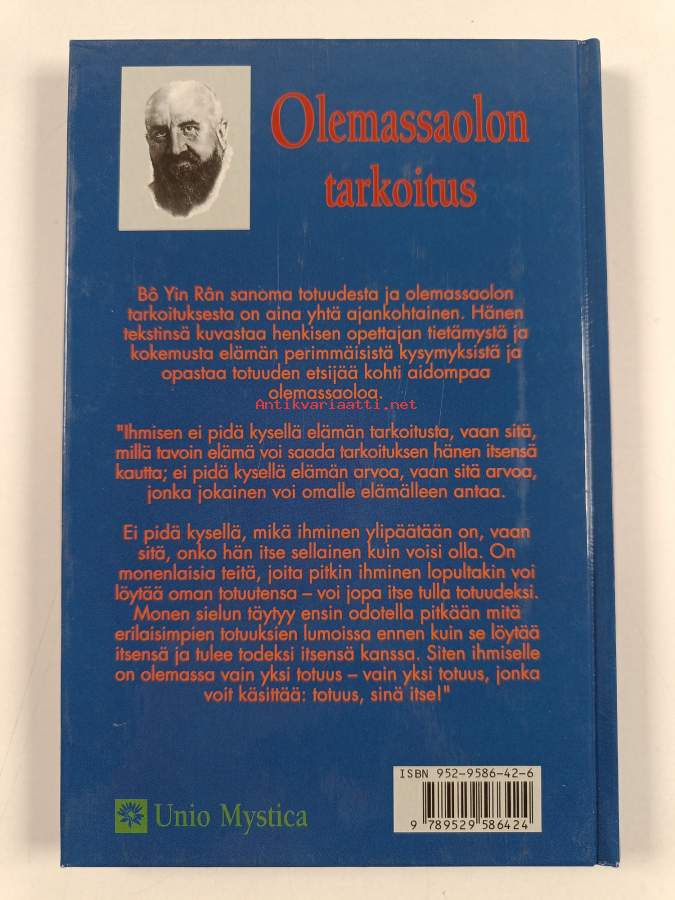 Olemassaolon
tarkoitus
Bô Yin Rân sanoma totuudesta ja olemassaolon
tarkoituksesta on aina yhtä ajankohtainen. Hänen
tekstinsä kuvastaa henkisen opettajan tietämystä ja
kokemusta elämän perimmäisistä kysymyksistä ja
opastaa totuuden etsijää kohti aidompaa
olemassaoloa.
Antikvariaatti.net
"Ihmisen ei pidä kysellä elämän tarkoitusta, vaan sitä,
millä tavoin elämä voi saada tarkoituksen hänen itsensä
kautta; ei pidä kysellä elämän arvoa, vaan sitä arvoa,
jonka jokainen voi omalle elämälleen antaa.
Ei pidä kysellä, mikä ihminen ylipäätään on, vaan
sitä, onko hän itse sellainen kuin voisi olla. On
monenlaisia teitä, joita pitkin ihminen lopultakin voi
löytää oman totuutensa – voi jopa itse tulla totuudeksi.
Monen sielun täytyy ensin odotella pitkään mitä
erilaisimpien totuuksien lumoissa ennen kuin se löytää
itsensä ja tulee todeksi itsensä kanssa. Siten ihmiselle
on olemassa vain yksi totuus – vain yksi totuus, jonka
voit käsittää: totuus, sinä itse!"
ISBN 952-9586-42-6
9 789529 586424
Unio Mystica